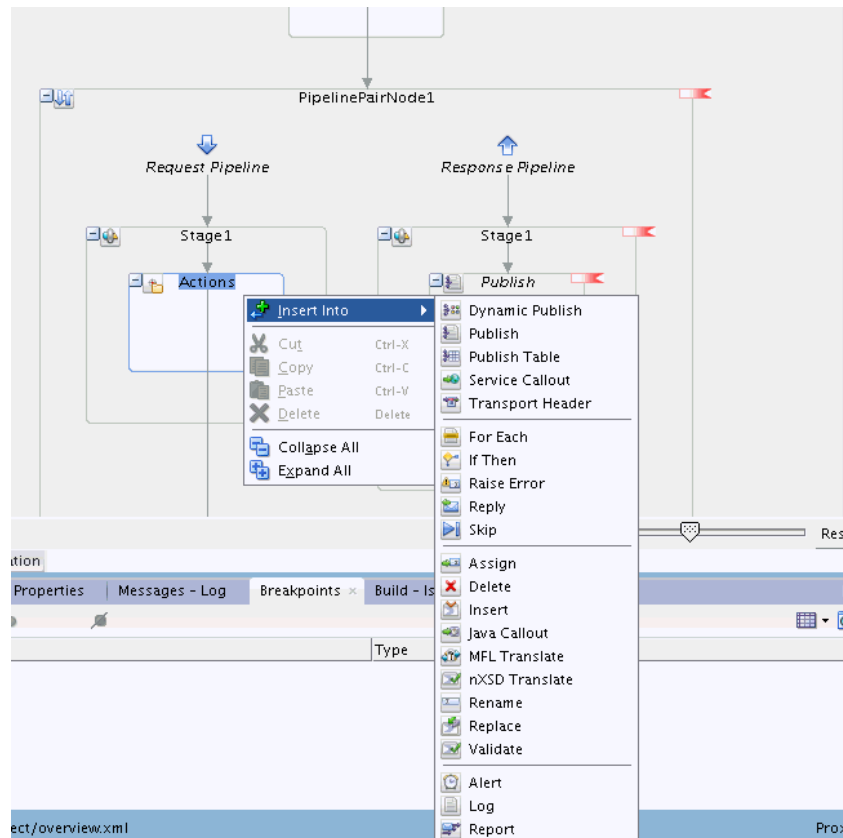 PipelinePairNode1
Request Pipeline
Response Pipeline
Stage1
Stage1
Actions
Publish
Insert Into
Cut Ctrl-X
Copy Ctrl-C
Paste Ctrl-V
Delete Delete
Collapse All
Expand All
Dynamic Publish
Publish
Publish Table
Service Callout
Transport Header
For Each
If Then
Raise Error
Reply
Skip
Assign
Delete
Insert
Java Callout
MFL Translate
nXSD Translate
Rename
Replace
Validate
Alert
Log
Report
Res
tion
Properties Messages - Log Breakpoints × Build - Is
Type
ect/overview.xml
Prox